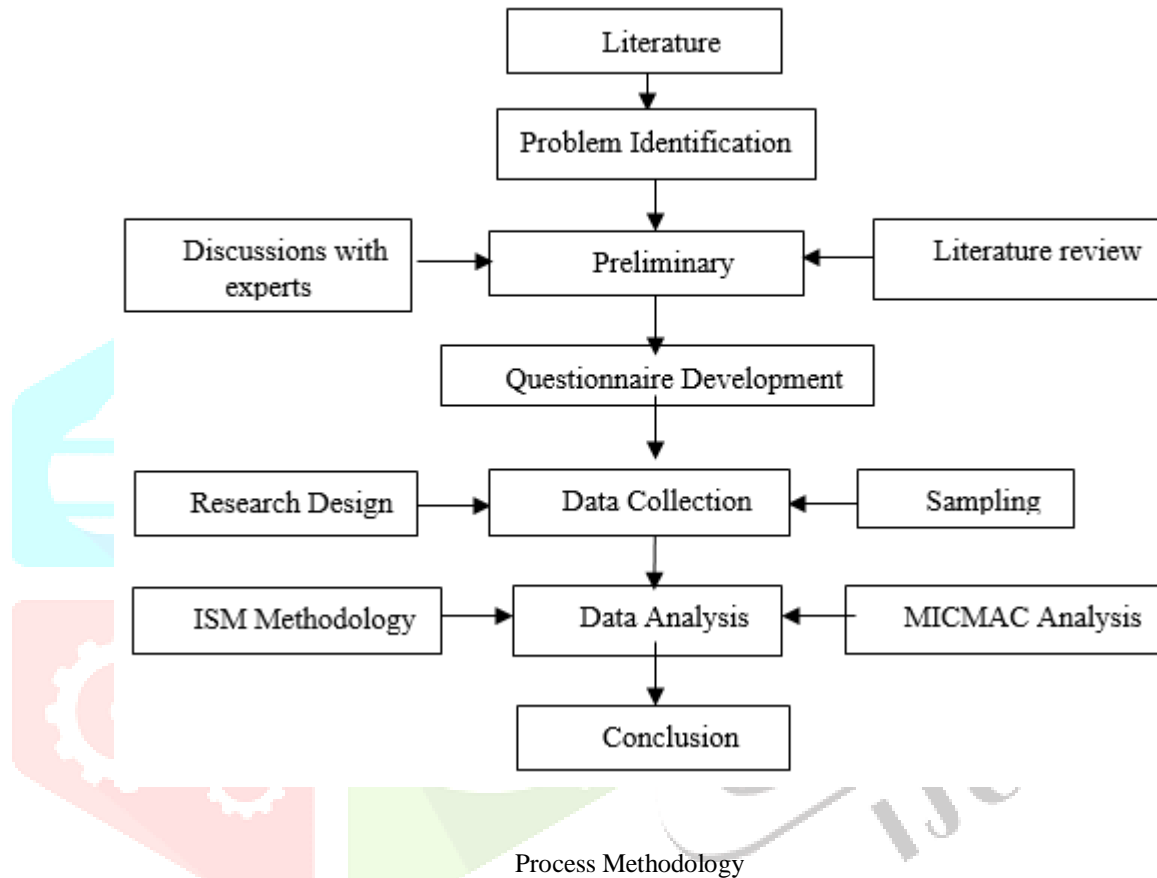 Literature
Problem Identification
Discussions with
experts
Preliminary
Literature review
Questionnaire Development
Research Design
Data Collection
Sampling
ISM Methodology
Data Analysis
MICMAC Analysis
Conclusion
Process Methodology